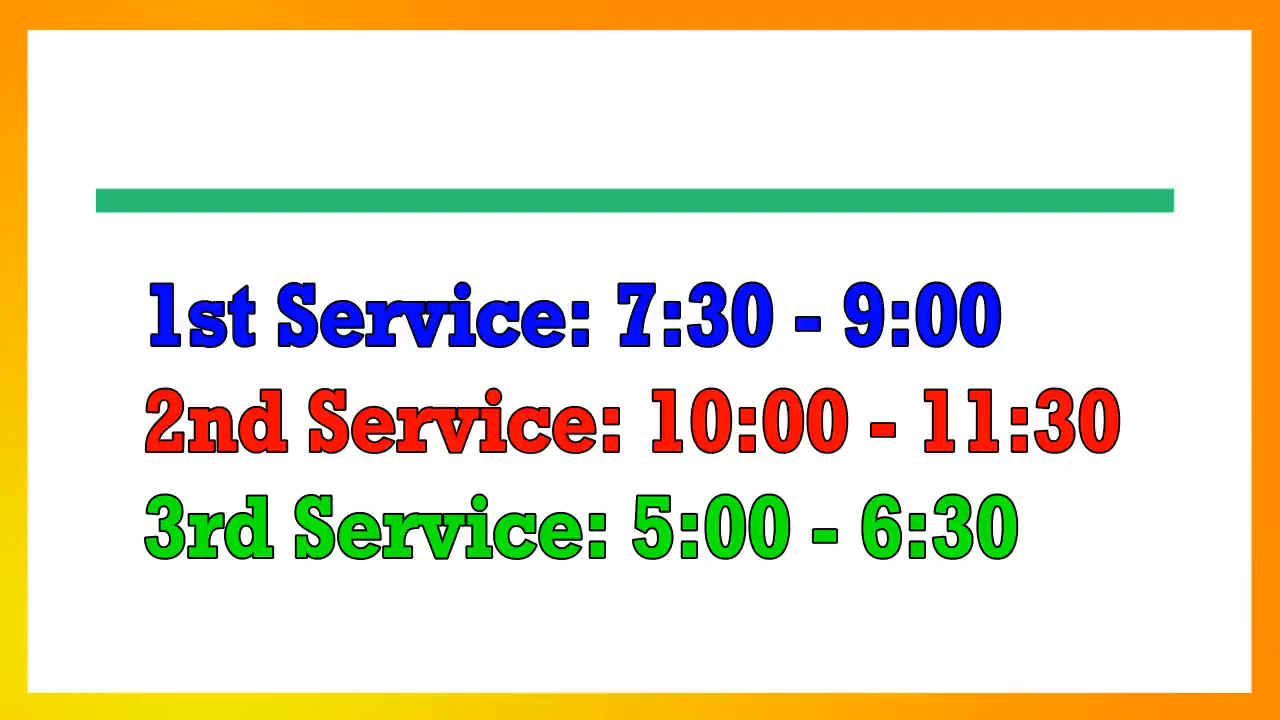 1st Service: 7:30 - 9:00
2nd Service: 10:00 - 11:30
3rd Service: 5:00 - 6:30